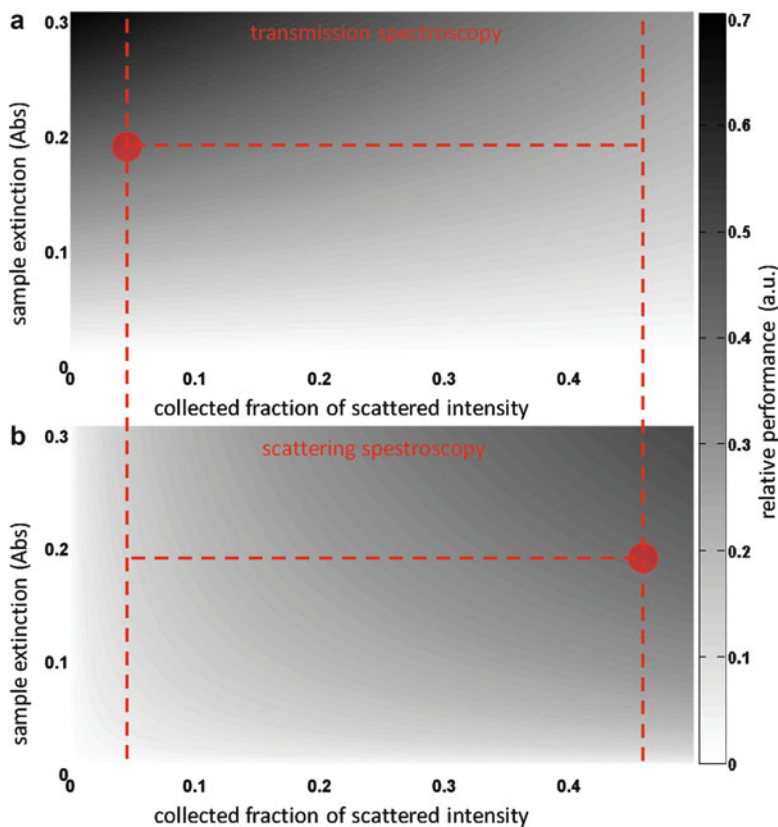 a
transmission spectroscopy
sample extinction (Abs)
0.3
0.2
0.1
0
0 0.1 0.2 0.3 0.4
collected fraction of scattered intensity
b
scattering spestroscopy
sample extinction (Abs)
0.3
0.2
0.1
0
0 0.1 0.2 0.3 0.4
collected fraction of scattered intensity
0.7
0.6
0.5
0.4
0.3
0.2
0.1
0
relative performance (a.u.)